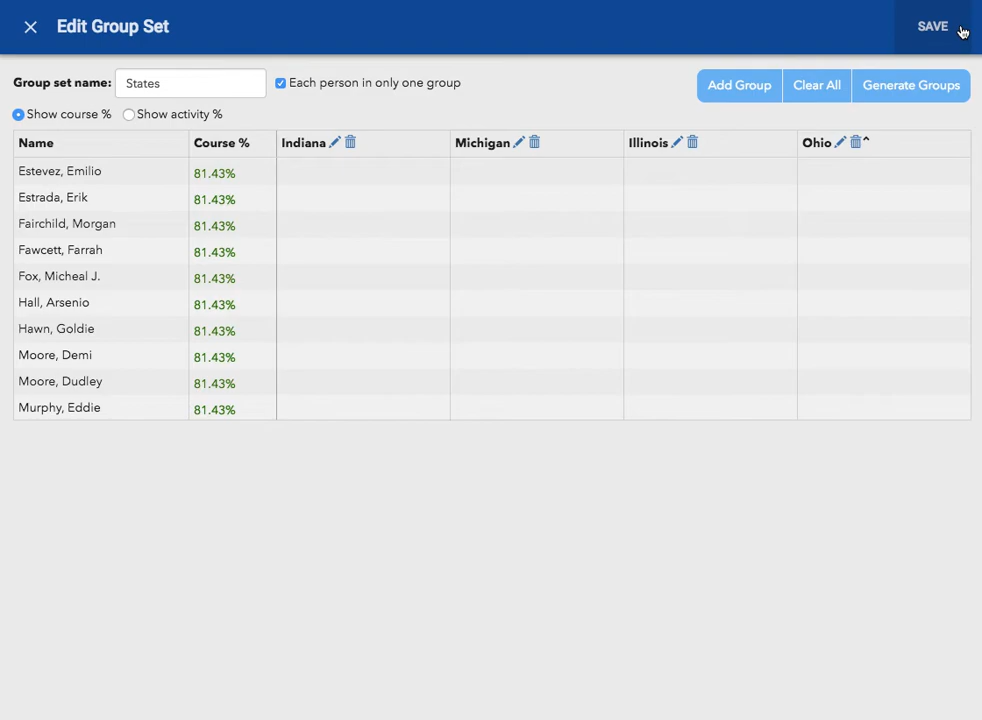 Edit Group Set
SAVE
Group set name: States Each person in only one group Add Group Clear All Generate Groups
Show course % Show activity %
Name Course % Indiana Michigan Illinois Ohio
Estevez, Emilio 81.43%
Estrada, Erik 81.43%
Fairchild, Morgan 81.43%
Fawcett, Farrah 81.43%
Fox, Micheal J. 81.43%
Hall, Arsenio 81.43%
Hawn, Goldie 81.43%
Moore, Demi 81.43%
Moore, Dudley 81.43%
Murphy, Eddie 81.43%